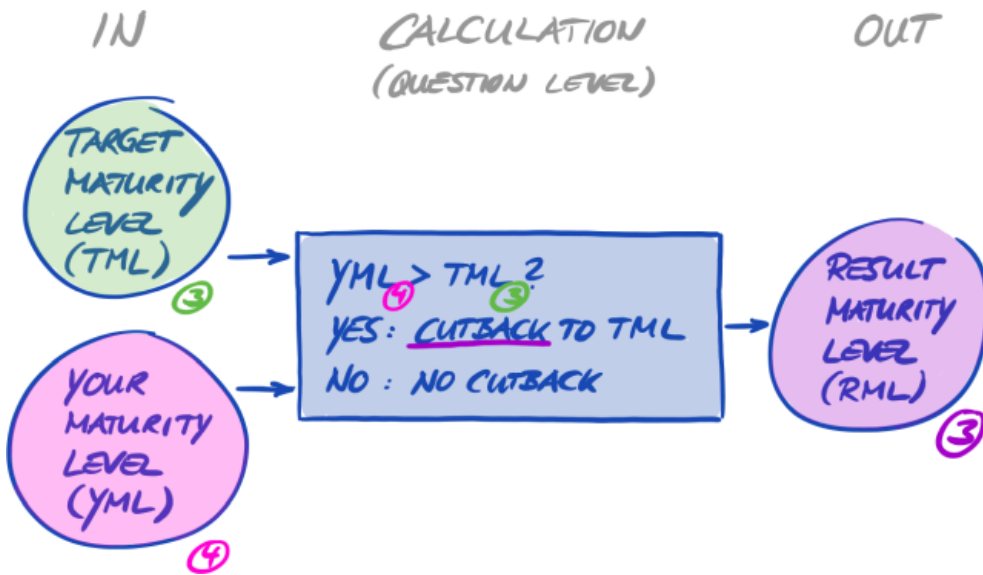 IN
CALCULATION
(QUESTION LEVEL)
OUT
TARGET
MATURITY
LEVEL
(TML)
3
YOUR
MATURITY
LEVEL
(YML)
4
YML > TML?
4 3
YES: CUTBACK TO TML
NO: NO CUTBACK
RESULT
MATURITY
LEVEL
(RML)
3